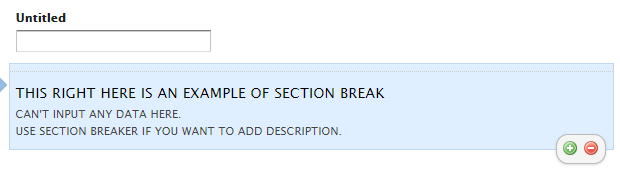 Untitled
THIS RIGHT HERE IS AN EXAMPLE OF SECTION BREAK
CAN'T INPUT ANY DATA HERE.
USE SECTION BREAKER IF YOU WANT TO ADD DESCRIPTION.